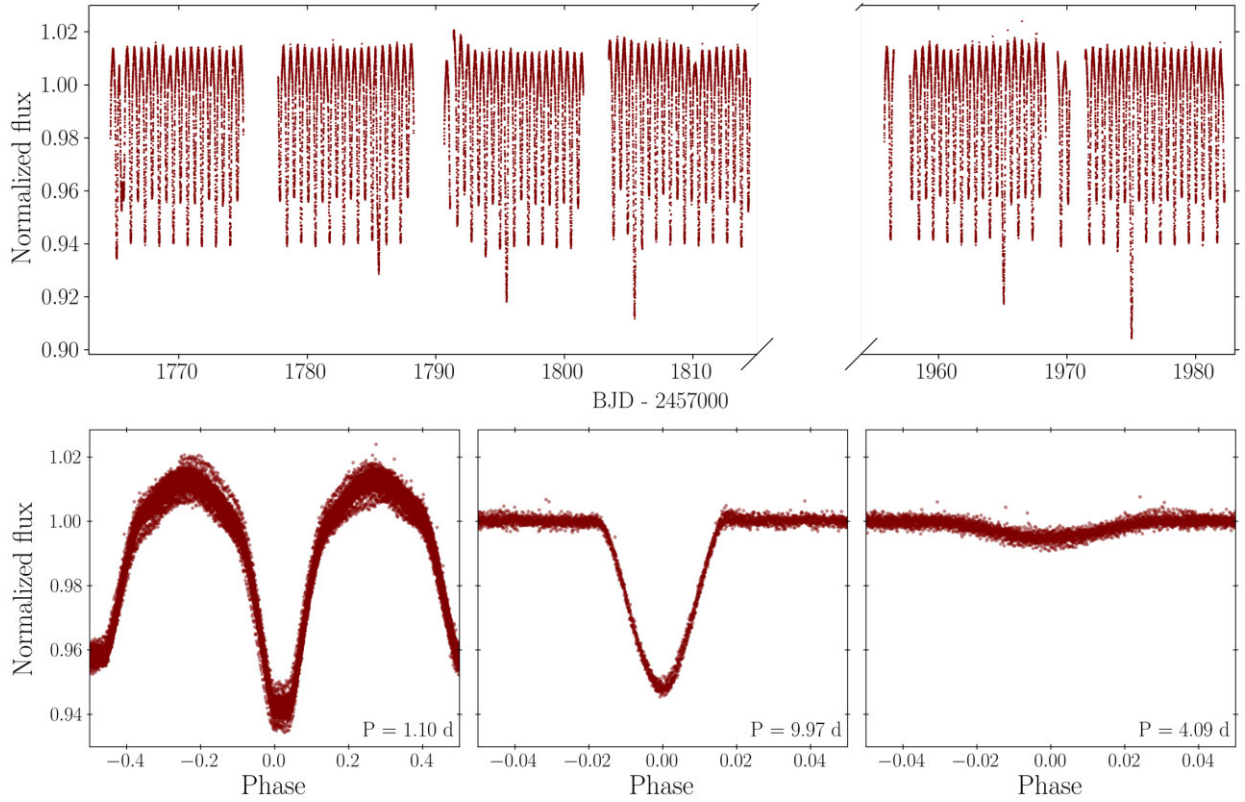 1.02
1.00
0.98
0.96
0.94
0.92
0.90
Normalized flux
1770 1780 1790 1800 1810 1960 1970 1980
BJD - 2457000
1.02
1.00
0.98
0.96
0.94
Normalized flux
P = 1.10 d P = 9.97 d P = 4.09 d
−0.4 −0.2 0.0 0.2 0.4 −0.04 −0.02 0.00 0.02 0.04 −0.04 −0.02 0.00 0.02 0.04
Phase Phase Phase